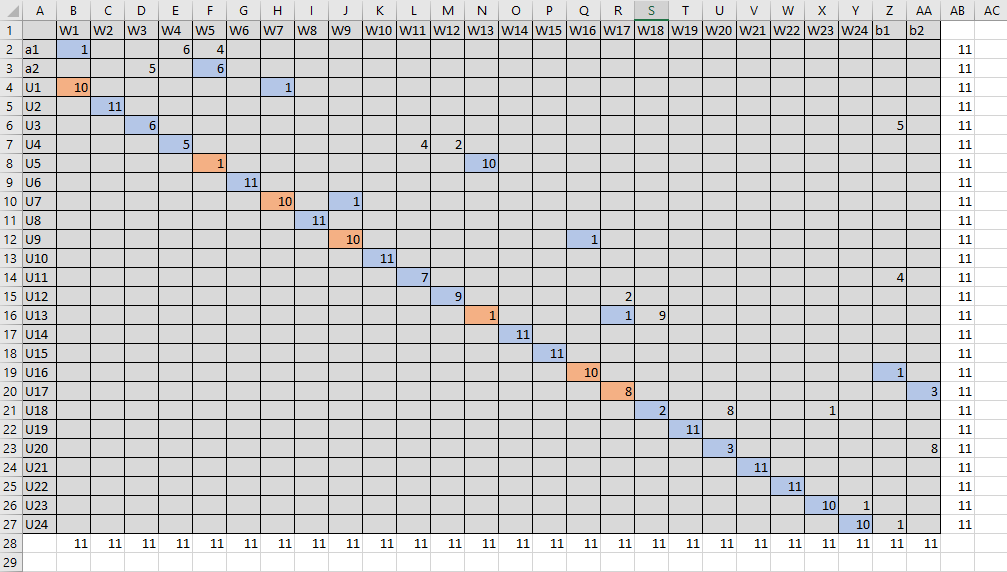 A B C D E F G H I J K L M N O P Q R S T U V W X Y Z AA AB AC
1 W1 W2 W3 W4 W5 W6 W7 W8 W9 W10 W11 W12 W13 W14 W15 W16 W17 W18 W19 W20 W21 W22 W23 W24 b1 b2
2 a1 1 6 4 11
3 a2 5 6 11
4 U1 10 1 11
5 U2 11 11
6 U3 6 5 11
7 U4 5 4 2 11
8 U5 1 10 11
9 U6 11 11
10 U7 10 1 11
11 U8 11 11
12 U9 10 1 11
13 U10 11 11
14 U11 7 4 11
15 U12 9 2 11
16 U13 1 1 9 11
17 U14 11 11
18 U15 11 11
19 U16 10 1 11
20 U17 8 3 11
21 U18 2 8 1 11
22 U19 11 11
23 U20 3 8 11
24 U21 11 11
25 U22 11 11
26 U23 10 1 11
27 U24 10 1 11
28 11 11 11 11 11 11 11 11 11 11 11 11 11 11 11 11 11 11 11 11 11 11 11 11 11 11
29